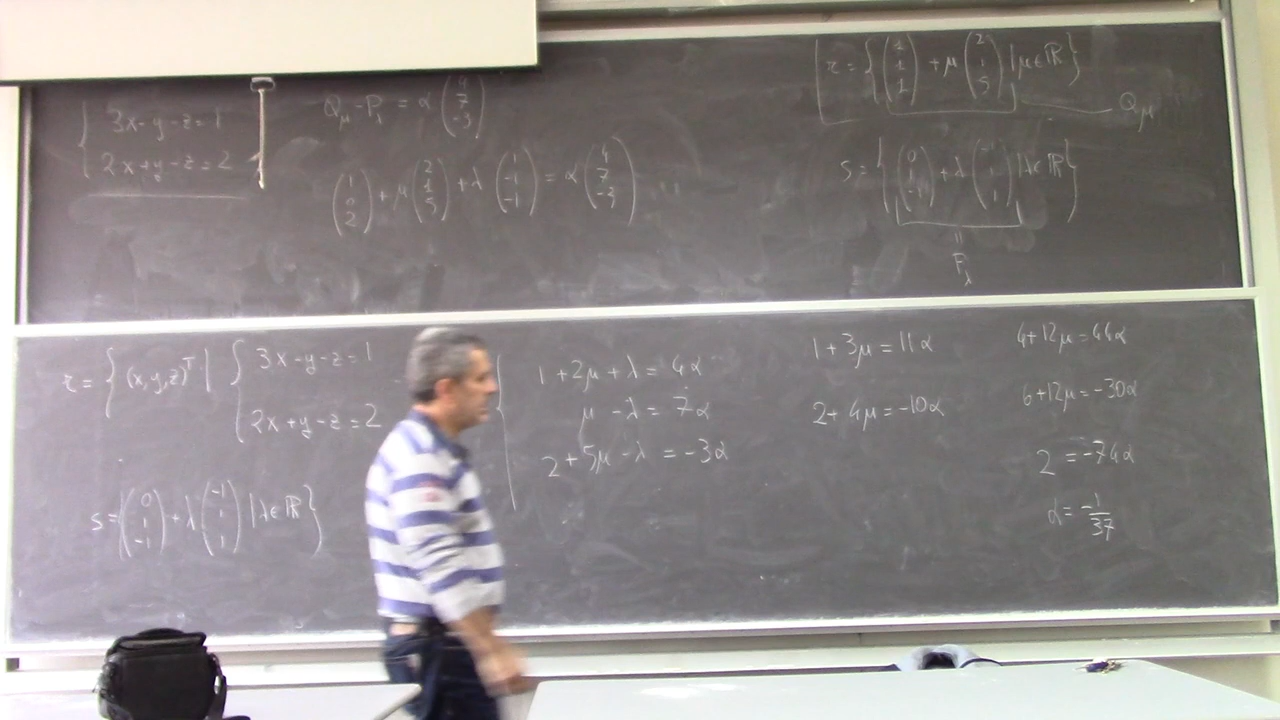 { 3x-y-z=1
2x+y-z=2
Q_μ - P_λ = α (4 7 -3)
(1 0 2) + μ (2 1 5) + λ (1 -1 -1) = α (4 7 -3)
r = { (1 1 1) + μ (2 1 5) | μ∈ℝ }
Q_μ
s = { (0 1 -1) + λ (-1 1 1) | λ∈ℝ }
=
P_λ
r = { (x,y,z)^T | { 3x-y-z=1
2x+y-z=2
s = { (0 1 -1) + λ (-1 1 1) | λ∈ℝ }
{ 1+2μ+λ = 4α
μ-λ = 7α
2+5μ-λ = -3α
1+3μ = 11α
2+4μ = -10α
4+12μ = 44α
6+12μ = -30α
2 = -74α
α = -1/37